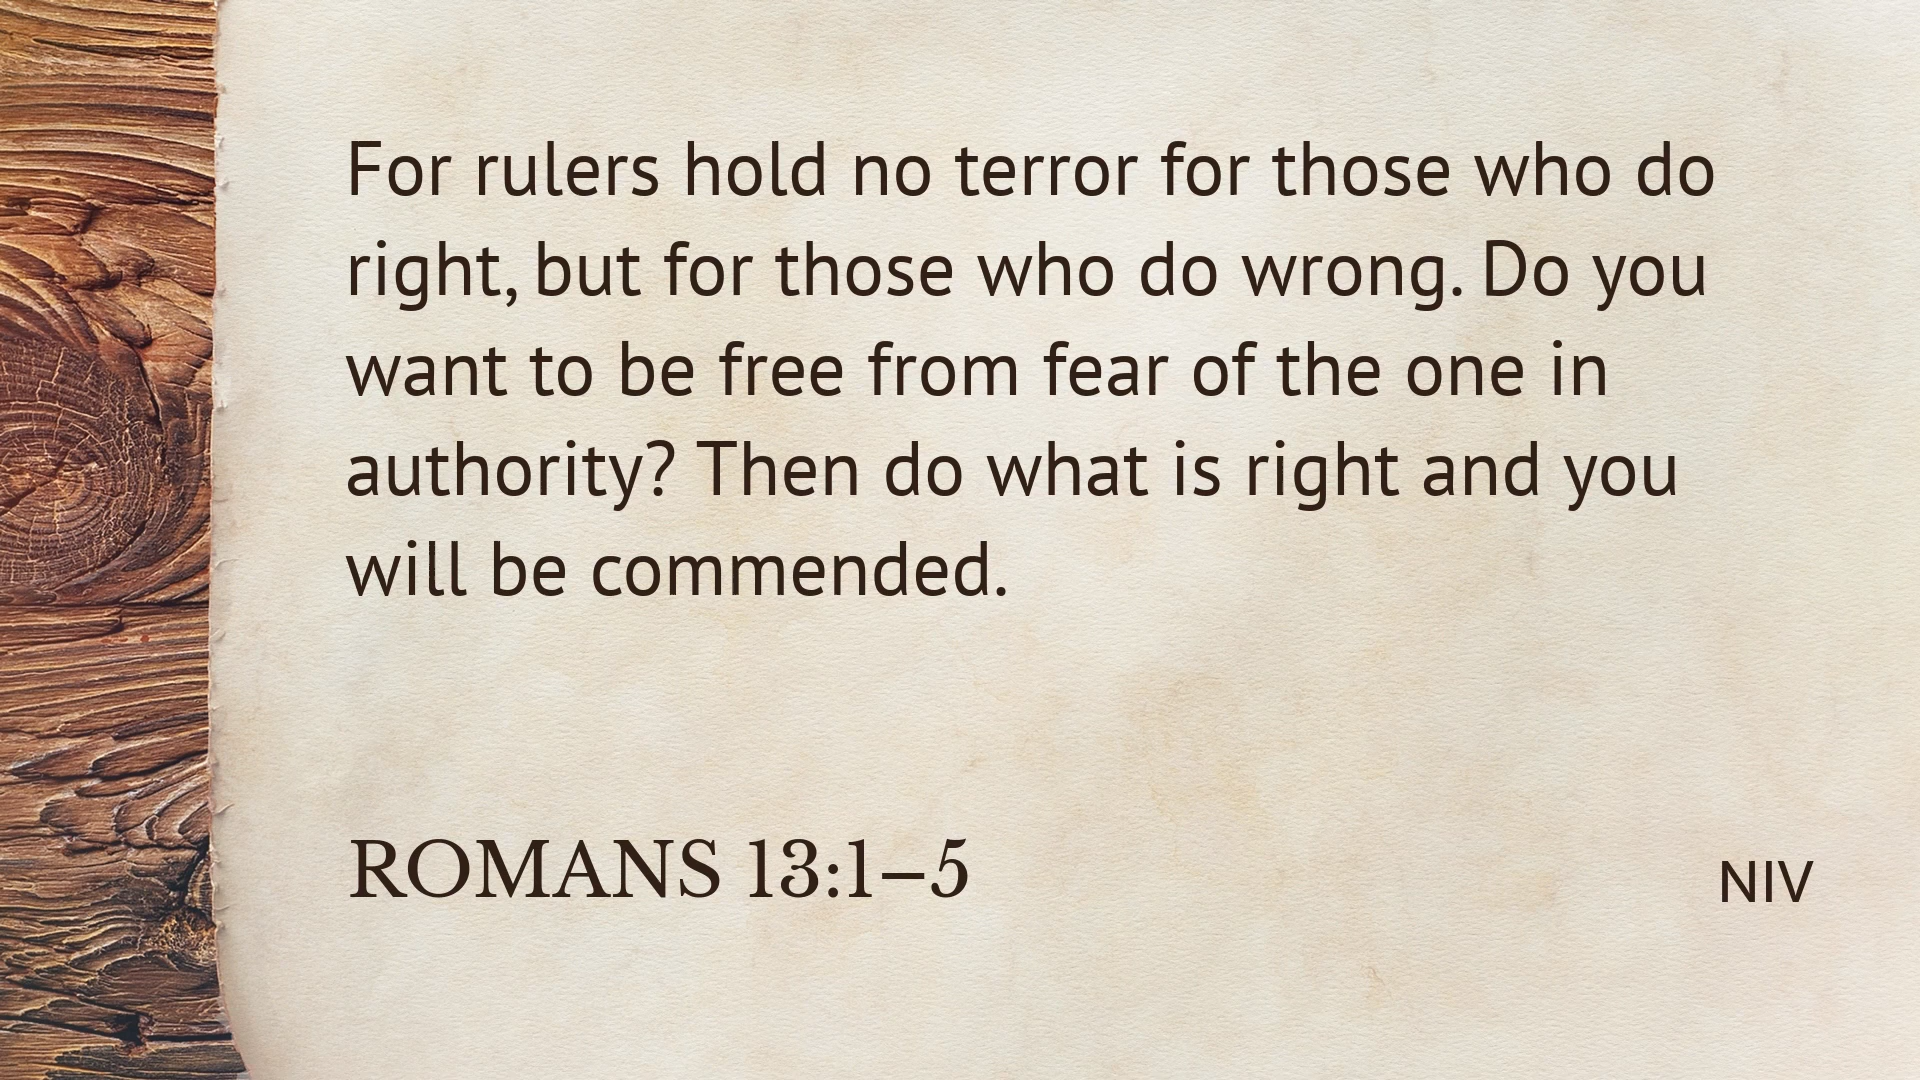 For rulers hold no terror for those who do
right, but for those who do wrong. Do you
want to be free from fear of the one in
authority? Then do what is right and you
will be commended.
ROMANS 13:1–5
NIV